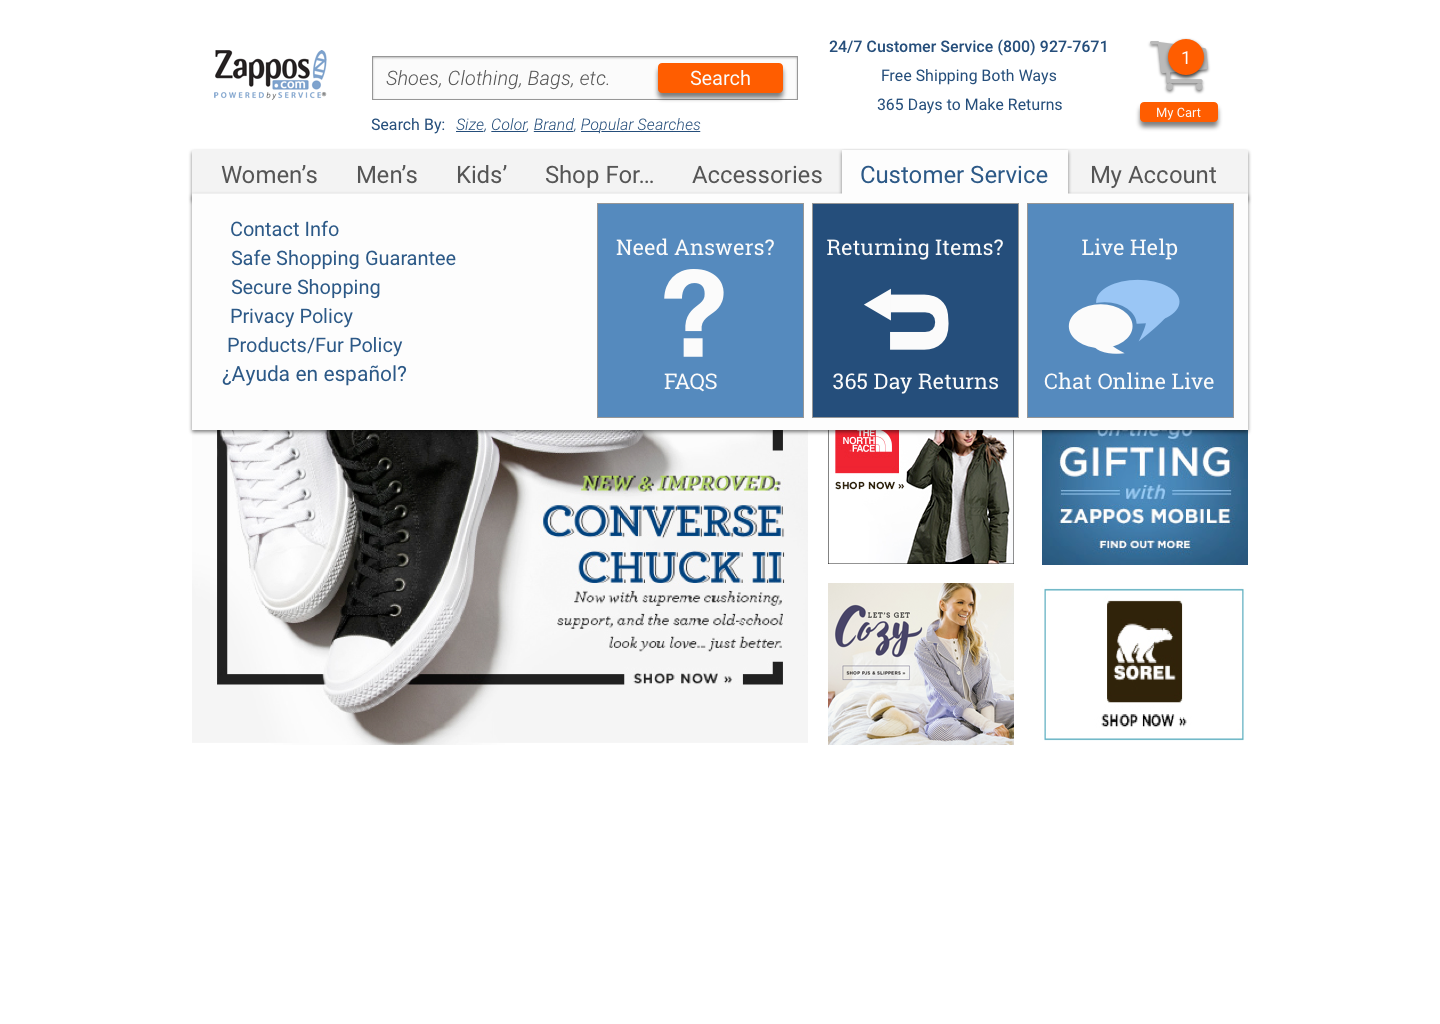 Zappos
.com
POWERED by SERVICE®
Shoes, Clothing, Bags, etc.
Search
Search By: Size, Color, Brand, Popular Searches
24/7 Customer Service (800) 927-7671
Free Shipping Both Ways
365 Days to Make Returns
1
My Cart
Women’s Men’s Kids’ Shop For... Accessories Customer Service My Account
Contact Info
Safe Shopping Guarantee
Secure Shopping
Privacy Policy
Products/Fur Policy
¿Ayuda en español?
Need Answers?
FAQS
Returning Items?
365 Day Returns
Live Help
Chat Online Live
NEW & IMPROVED:
CONVERSE
CHUCK II
Now with supreme cushioning,
support, and the same old-school
look you love... just better.
SHOP NOW »
THE
NORTH
FACE
SHOP NOW »
on the go
GIFTING
with
ZAPPOS MOBILE
FIND OUT MORE
LET'S GET
Cozy
SHOP PJS & SLIPPERS »
SOREL
SHOP NOW »